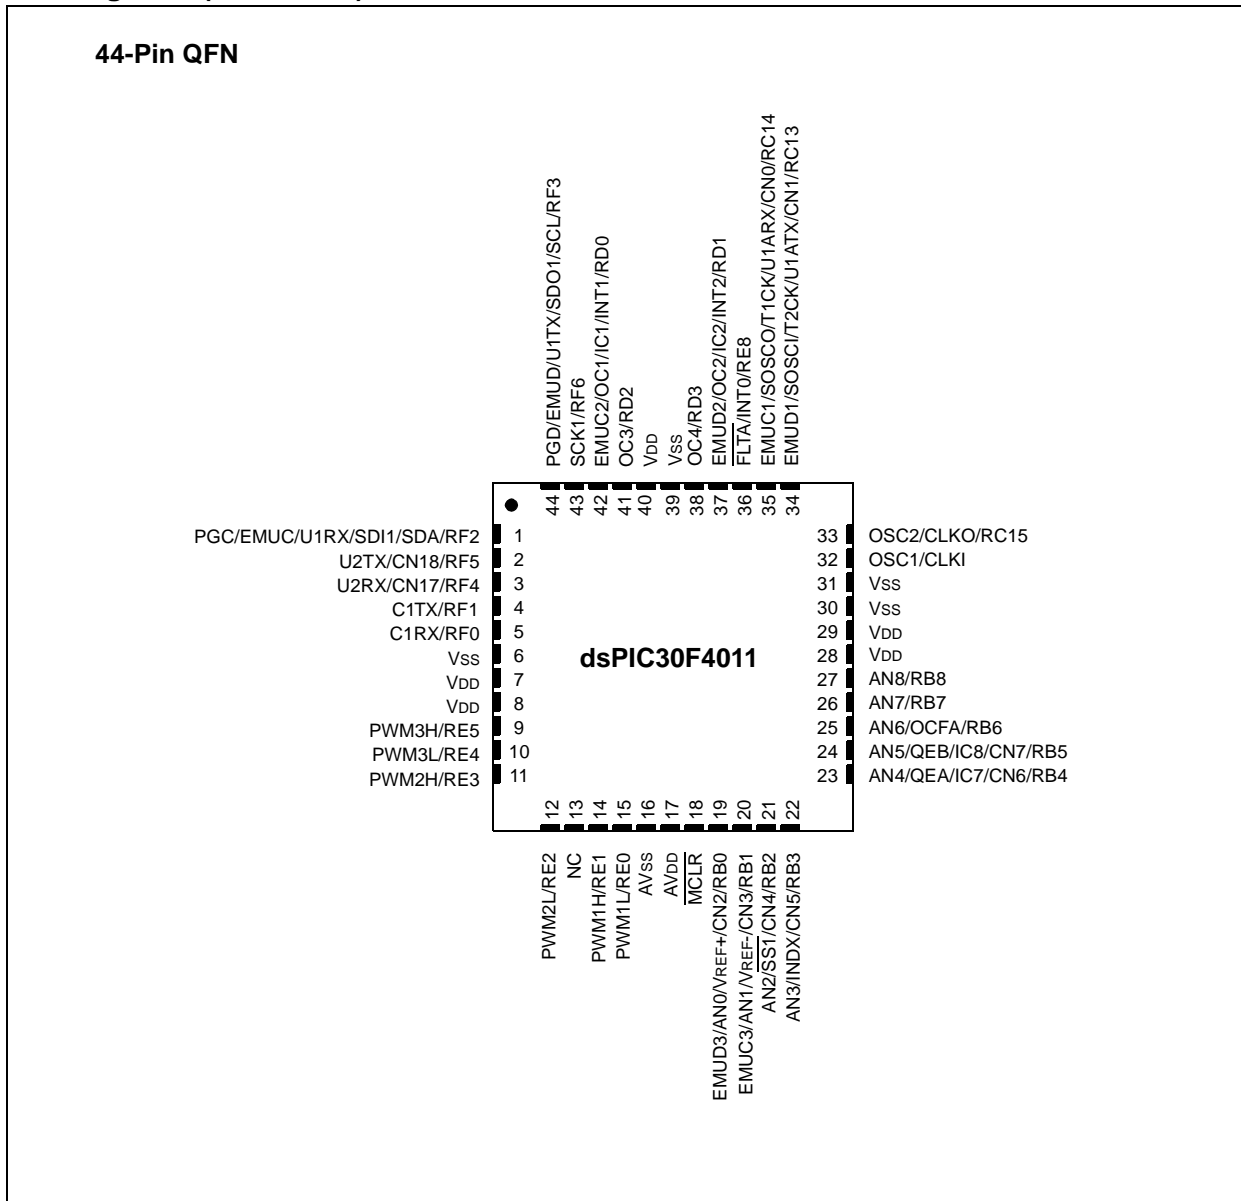 44-Pin QFN
PGD/EMUD/U1TX/SDO1/SCL/RF3
SCK1/RF6
EMUC2/OC1/IC1/INT1/RD0
OC3/RD2
VDD
VSS
OC4/RD3
EMUD2/OC2/IC2/INT2/RD1
FLTA/INT0/RE8
EMUC1/SOSCO/T1CK/U1ARX/CN0/RC14
EMUD1/SOSCI/T2CK/U1ATX/CN1/RC13
44 43 42 41 40 39 38 37 36 35 34
PGC/EMUC/U1RX/SDI1/SDA/RF2 1
U2TX/CN18/RF5 2
U2RX/CN17/RF4 3
C1TX/RF1 4
C1RX/RF0 5
VSS 6
VDD 7
VDD 8
PWM3H/RE5 9
PWM3L/RE4 10
PWM2H/RE3 11
dsPIC30F4011
33 OSC2/CLKO/RC15
32 OSC1/CLKI
31 VSS
30 VSS
29 VDD
28 VDD
27 AN8/RB8
26 AN7/RB7
25 AN6/OCFA/RB6
24 AN5/QEB/IC8/CN7/RB5
23 AN4/QEA/IC7/CN6/RB4
12 13 14 15 16 17 18 19 20 21 22
PWM2L/RE2
NC
PWM1H/RE1
PWM1L/RE0
AVSS
AVDD
MCLR
EMUD3/AN0/VREF+/CN2/RB0
EMUC3/AN1/VREF-/CN3/RB1
AN2/SS1/CN4/RB2
AN3/INDX/CN5/RB3